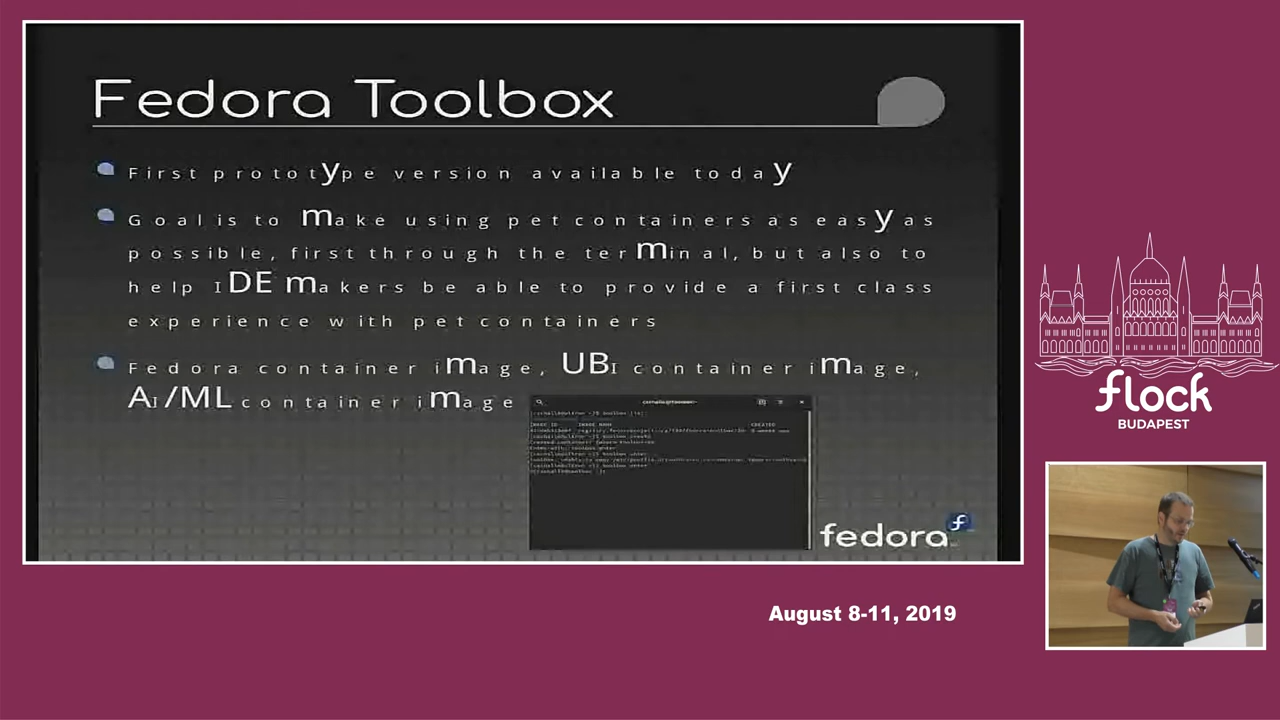 Fedora Toolbox
First prototype version available today
Goal is to make using pet containers as easy as
possible, first through the terminal, but also to
help IDE makers be able to provide a first class
experience with pet containers
Fedora container image, UBI container image,
AI/ML container image
fedora
flock
BUDAPEST
August 8-11, 2019